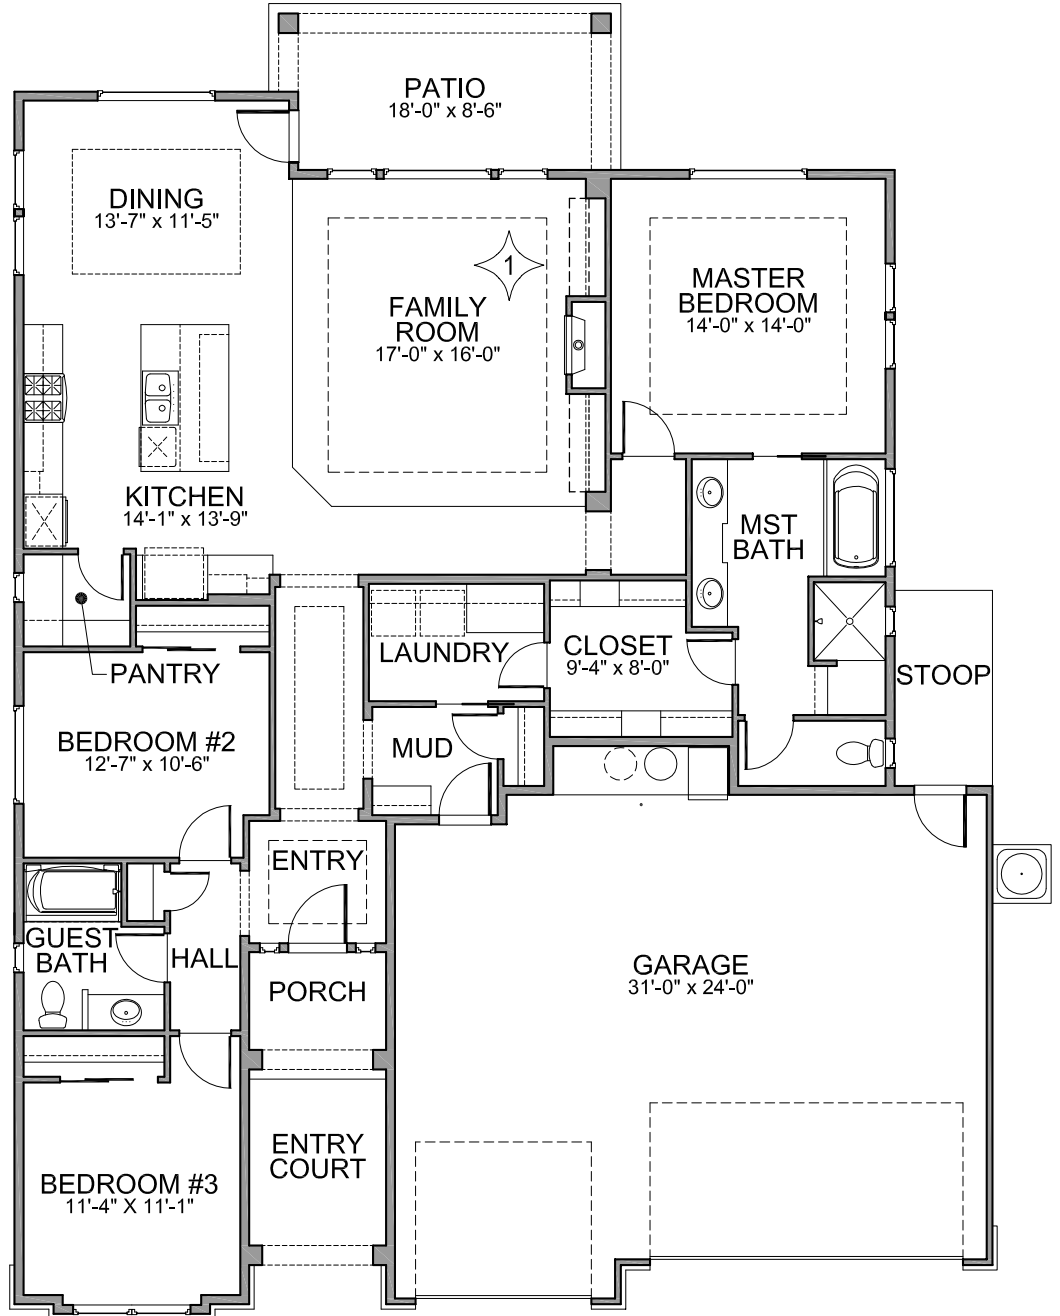 PATIO
18'-0" x 8'-6"
DINING
13'-7" x 11'-5"
1
FAMILY
ROOM
17'-0" x 16'-0"
MASTER
BEDROOM
14'-0" x 14'-0"
KITCHEN
14'-1" x 13'-9"
MST
BATH
PANTRY
LAUNDRY
CLOSET
9'-4" x 8'-0"
STOOP
BEDROOM #2
12'-7" x 10'-6"
MUD
ENTRY
GUEST
BATH
HALL
PORCH
GARAGE
31'-0" x 24'-0"
ENTRY
COURT
BEDROOM #3
11'-4" X 11'-1"